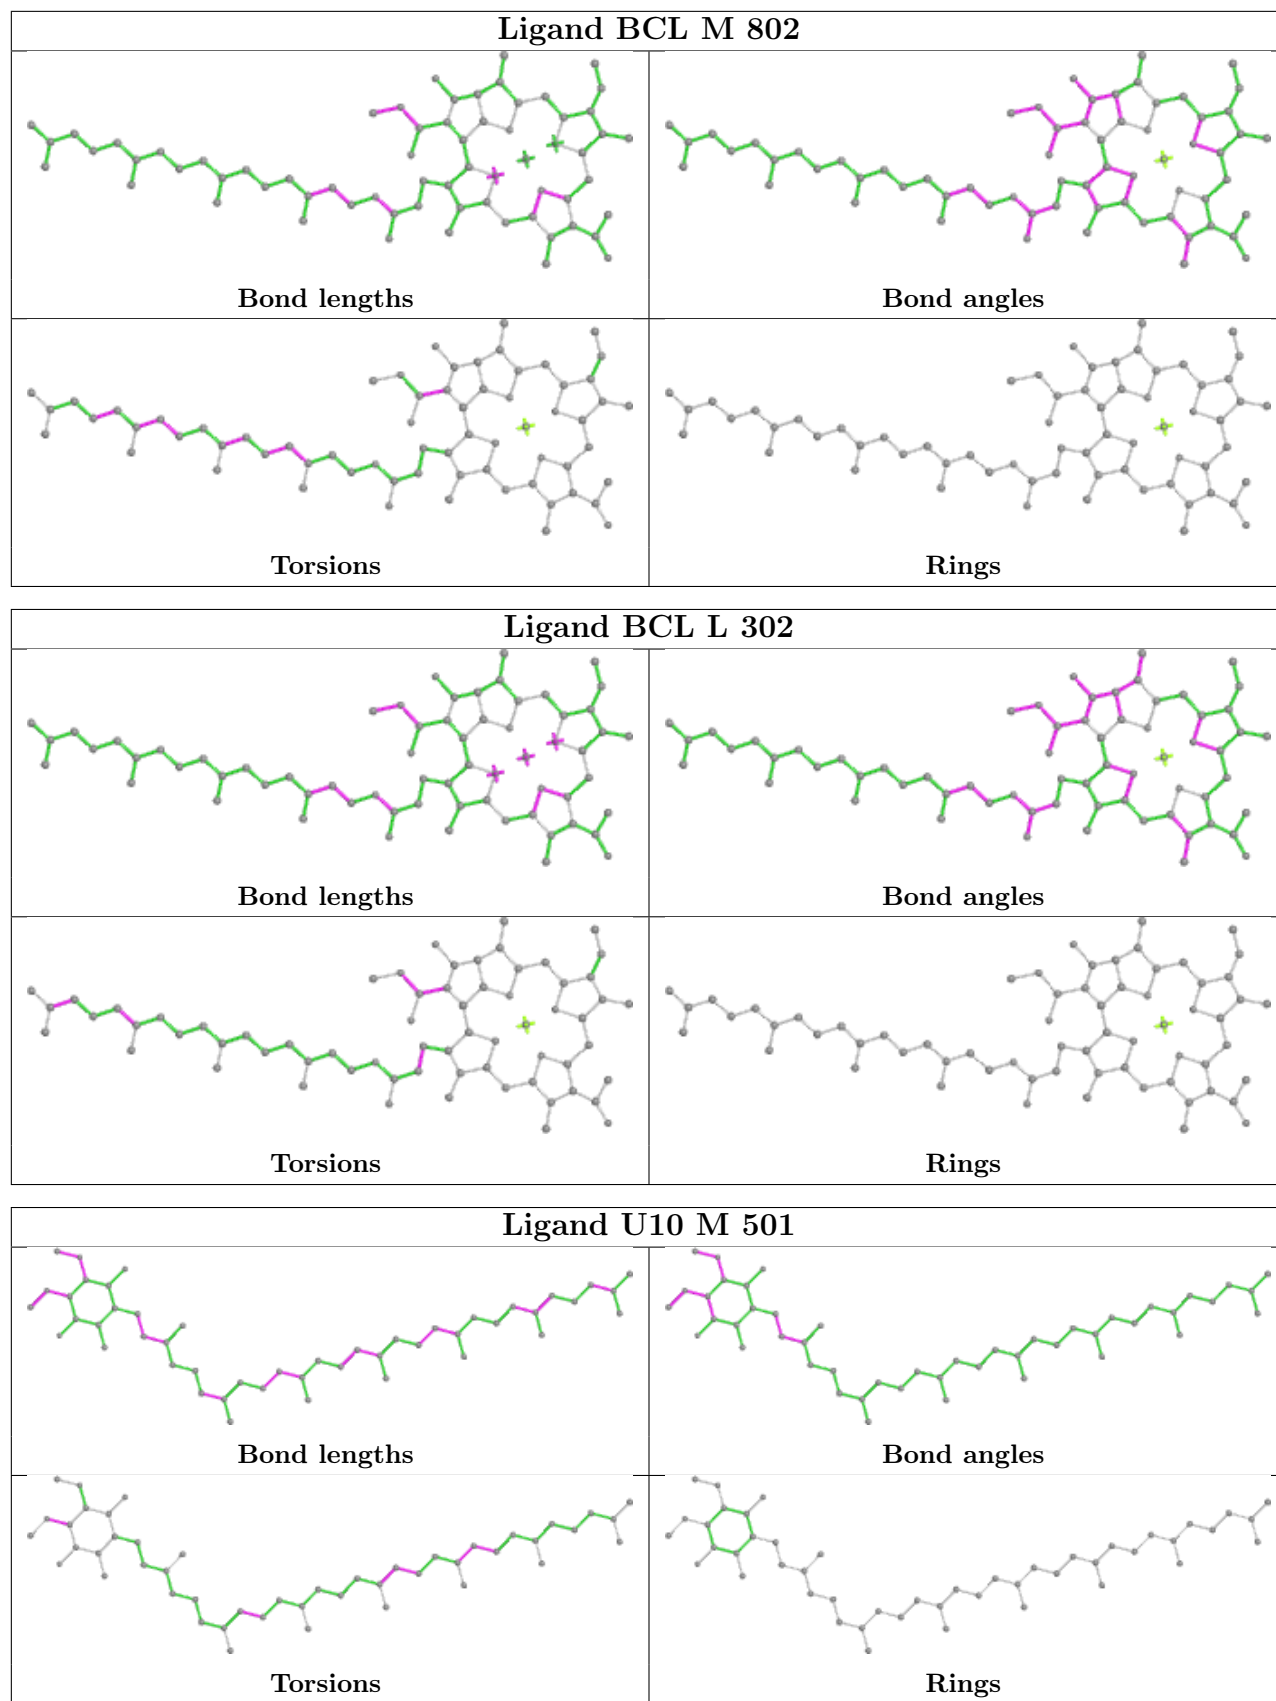 Ligand BCL M 802
Bond lengths
Bond angles
Torsions
Rings
Ligand BCL L 302
Bond lengths
Bond angles
Torsions
Rings
Ligand U10 M 501
Bond lengths
Bond angles
Torsions
Rings